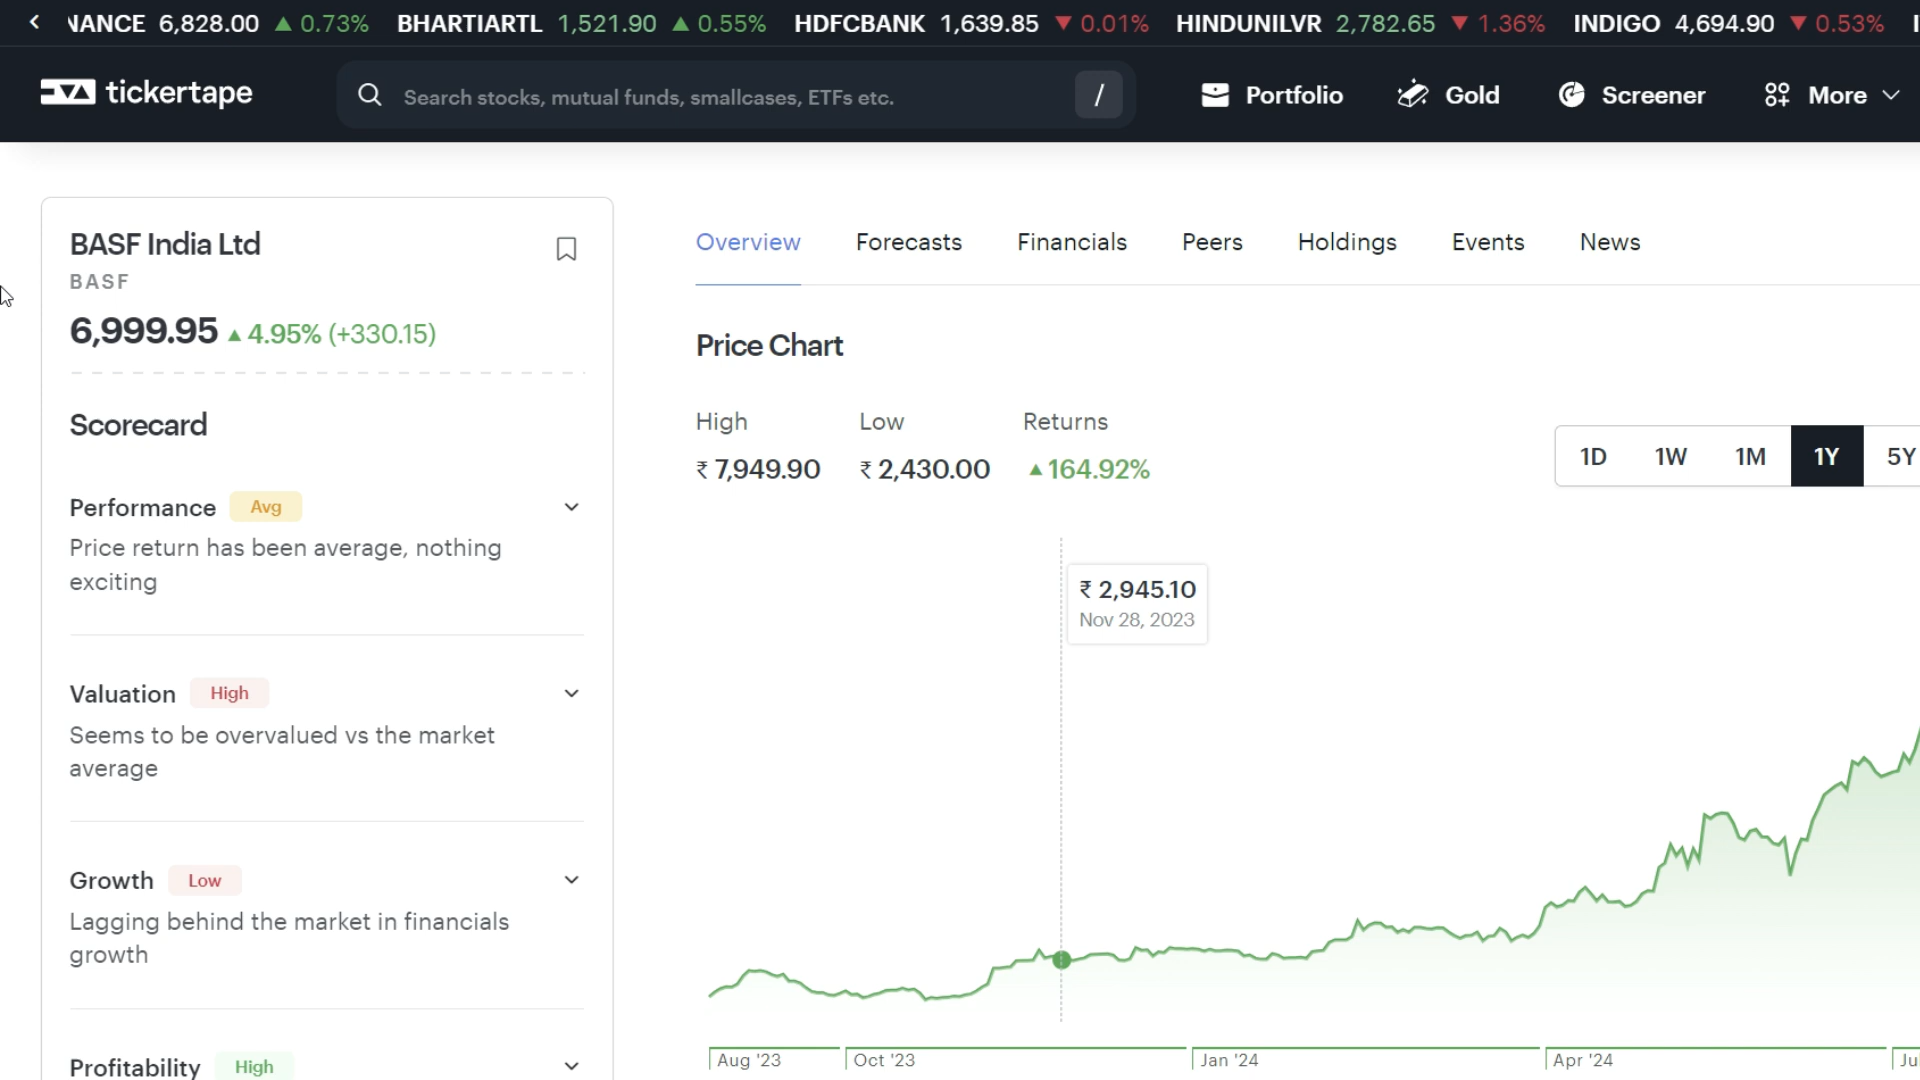 NANCE 6,828.00 ▲ 0.73% BHARTIARTL 1,521.90 ▲ 0.55% HDFCBANK 1,639.85 ▼ 0.01% HINDUNILVR 2,782.65 ▼ 1.36% INDIGO 4,694.90 ▼ 0.53%
tickertape
Search stocks, mutual funds, smallcases, ETFs etc. /
Portfolio Gold Screener More
BASF India Ltd
BASF
6,999.95 ▲ 4.95% (+330.15)
Scorecard
Performance Avg
Price return has been average, nothing
exciting
Valuation High
Seems to be overvalued vs the market
average
Growth Low
Lagging behind the market in financials
growth
Profitability High
Overview Forecasts Financials Peers Holdings Events News
Price Chart
High Low Returns
₹ 7,949.90 ₹ 2,430.00 ▲ 164.92%
1D 1W 1M 1Y 5Y
₹ 2,945.10
Nov 28, 2023
Aug '23 Oct '23 Jan '24 Apr '24